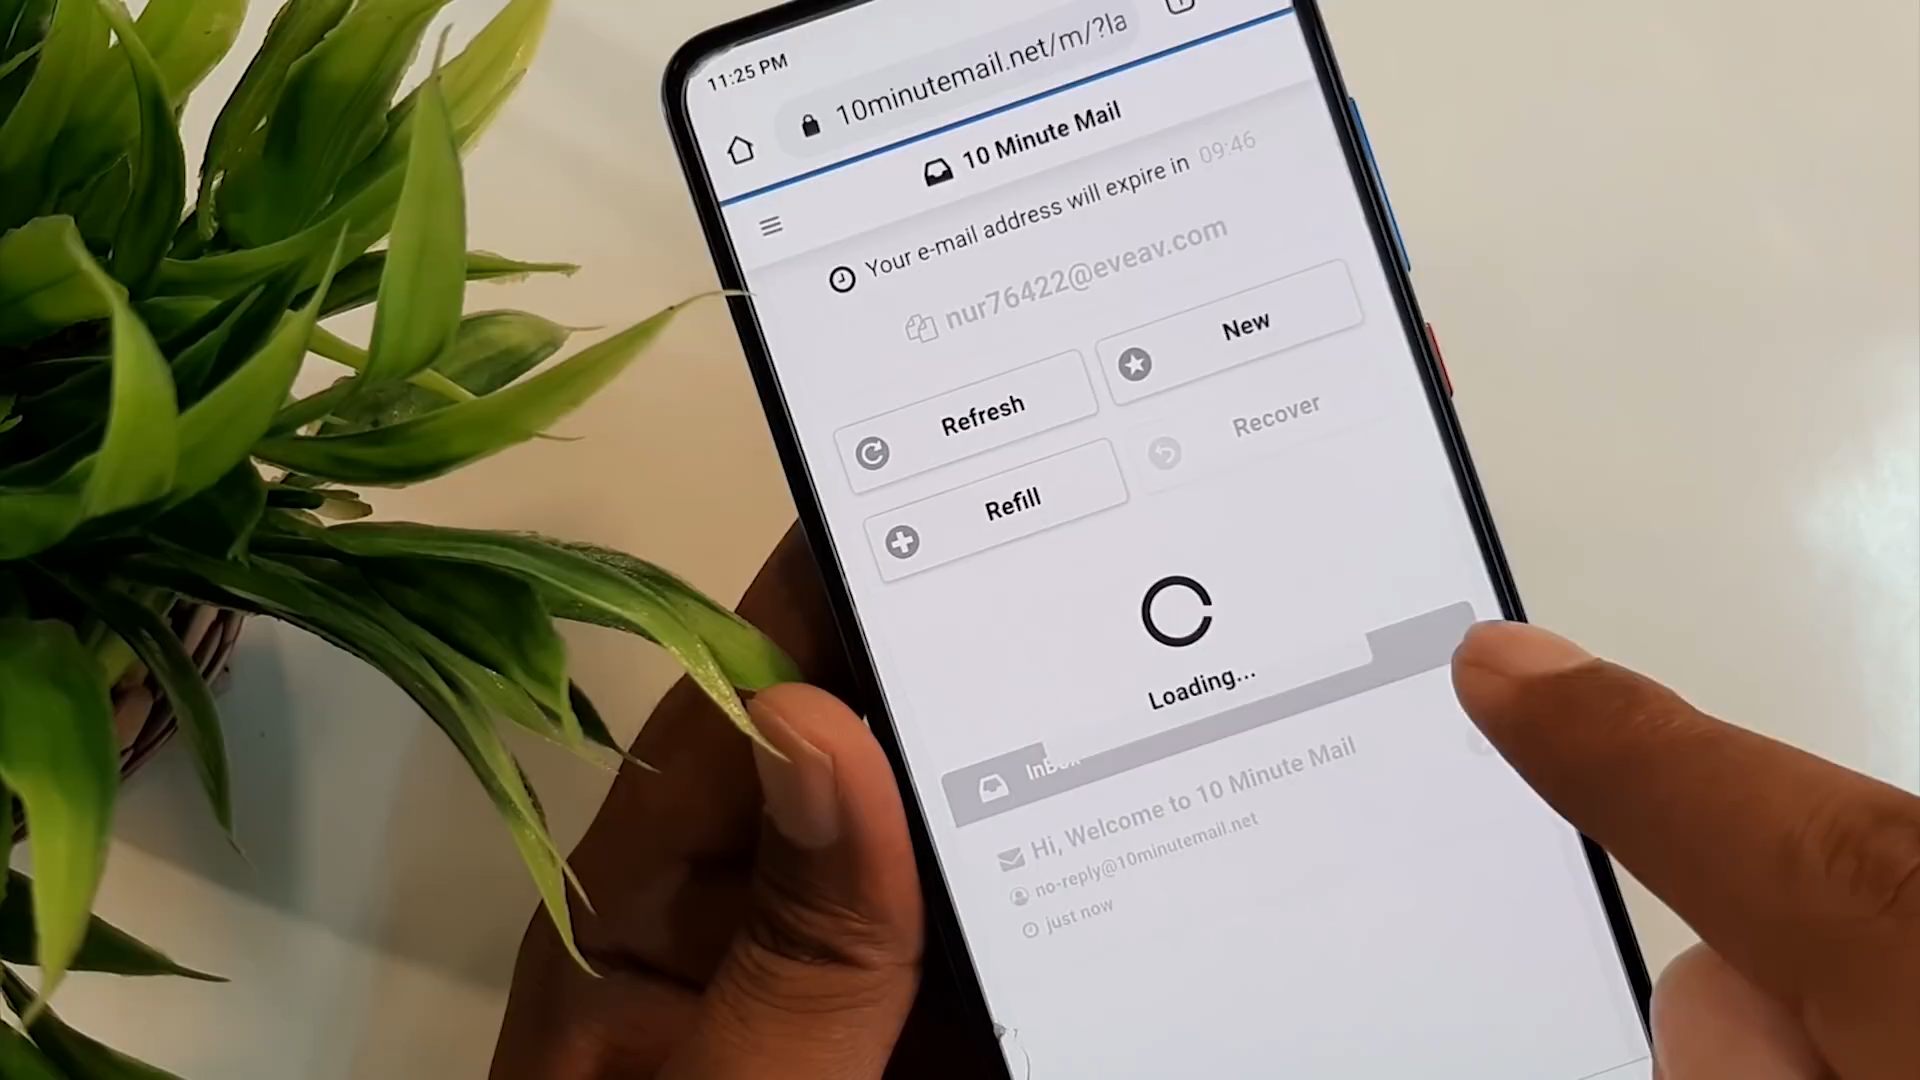 11:25 PM
10minutemail.net/m/?la
10 Minute Mail
Your e-mail address will expire in 09:46
nur76422@eveav.com
New
Refresh
Recover
Refill
Loading...
InBox
Hi, Welcome to 10 Minute Mail
no-reply@10minutemail.net
just now